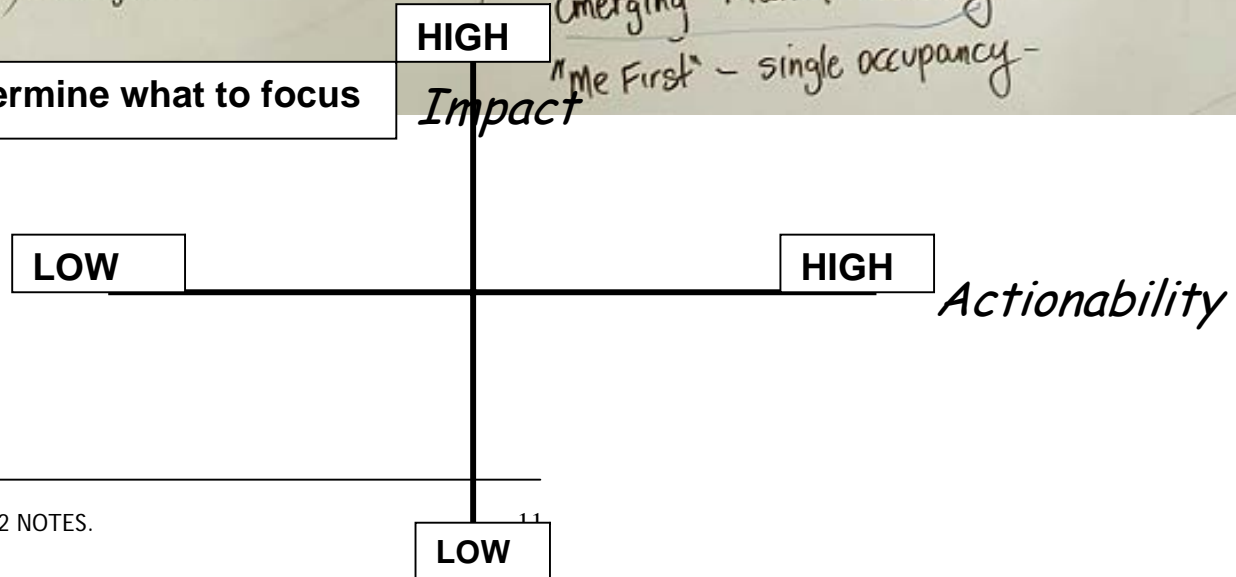 Emerging
HIGH
"Me First" – single occupancy –
ermine what to focus
Impact
LOW
HIGH
Actionability
2 NOTES.
11
LOW